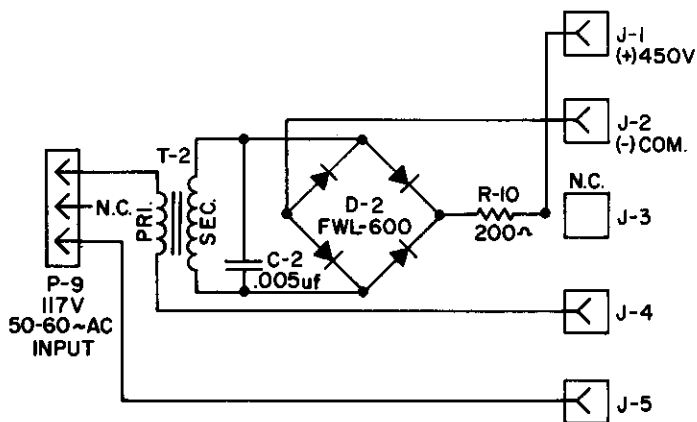 J-1
(+)450V
J-2
(-)COM.
T-2
N.C.
PRI.
SEC.
D-2
FWL-600
R-10
200~
N.C.
J-3
C-2
.005uf
P-9
117V
50-60~AC
INPUT
J-4
J-5